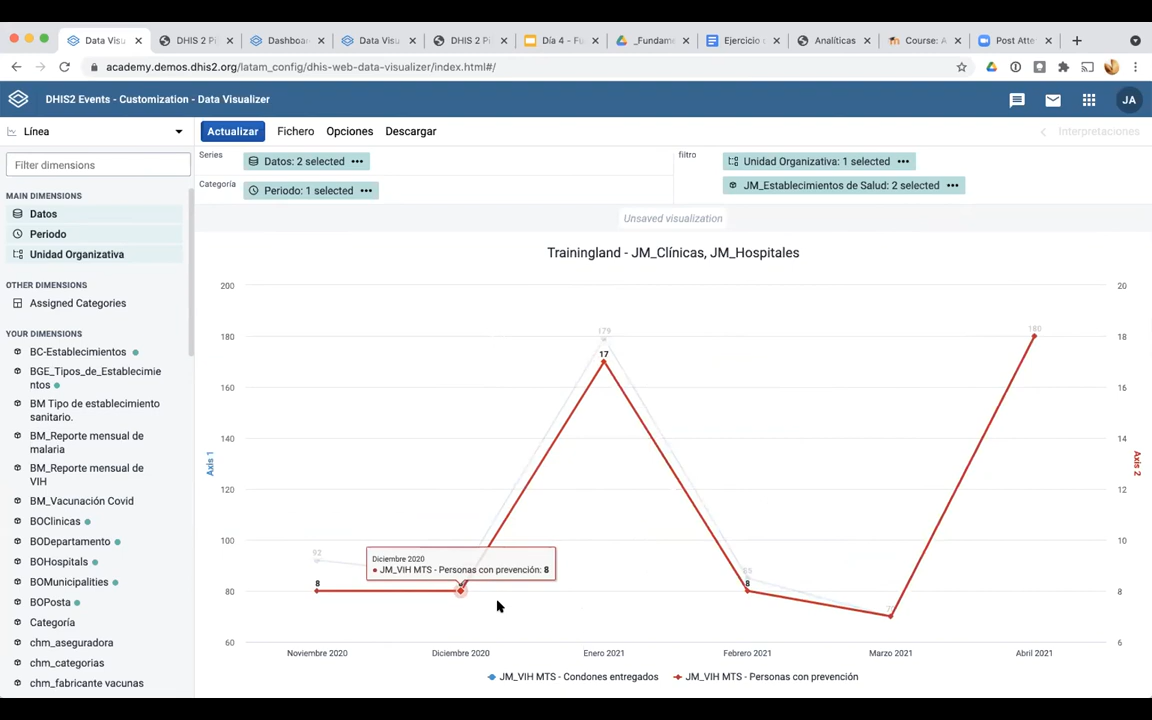 Data Visu
DHIS 2 Pi
Dashboar
Data Visu
DHIS 2 Pi
Día 4 - Fu
_Fundame
Ejercicio c
Analíticas
Course: A
Post Atte
academy.demos.dhis2.org/latam_config/dhis-web-data-visualizer/index.html#/
DHIS2 Events - Customization - Data Visualizer
JA
Línea
Actualizar
Fichero
Opciones
Descargar
Interpretaciones
Filter dimensions
MAIN DIMENSIONS
Datos
Periodo
Unidad Organizativa
OTHER DIMENSIONS
Assigned Categories
YOUR DIMENSIONS
BC-Establecimientos
BGE_Tipos_de_Establecimie
ntos
BM Tipo de establecimiento
sanitario.
BM_Reporte mensual de
malaria
BM_Reporte mensual de
VIH
BM_Vacunación Covid
BOClinicas
BODepartamento
BOHospitals
BOMunicipalities
BOPosta
Categoría
chm_aseguradora
chm_categorias
chm_fabricante vacunas
Series
Datos: 2 selected
Categoría
Periodo: 1 selected
filtro
Unidad Organizativa: 1 selected
JM_Establecimientos de Salud: 2 selected
Unsaved visualization
Trainingland - JM_Clínicas, JM_Hospitales
200
180
160
140
120
100
80
60
Axis 1
20
18
16
14
12
10
8
6
Axis 2
179
17
180
92
8
8
Diciembre 2020
JM_VIH MTS - Personas con prevención: 8
Noviembre 2020
Diciembre 2020
Enero 2021
Febrero 2021
Marzo 2021
Abril 2021
JM_VIH MTS - Condones entregados
JM_VIH MTS - Personas con prevención